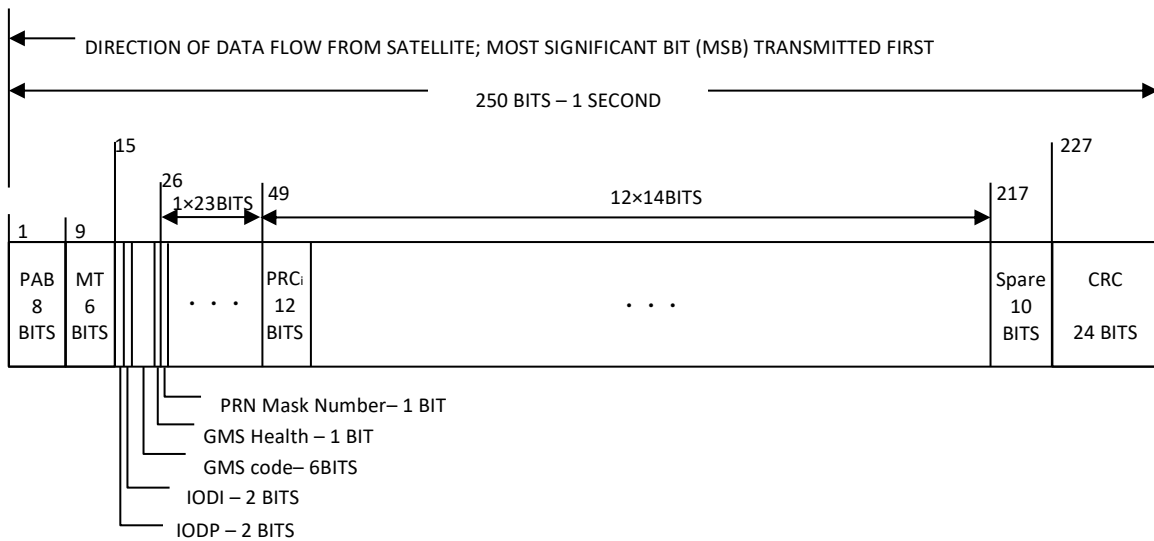 DIRECTION OF DATA FLOW FROM SATELLITE; MOST SIGNIFICANT BIT (MSB) TRANSMITTED FIRST
250 BITS – 1 SECOND
15
227
26
49
12×14BITS
217
1×23BITS
1
9
PAB
8
BITS
MT
6
BITS
. . .
PRCi
12
BITS
. . .
Spare
10
BITS
CRC
24 BITS
PRN Mask Number– 1 BIT
GMS Health – 1 BIT
GMS code– 6BITS
IODI – 2 BITS
IODP – 2 BITS